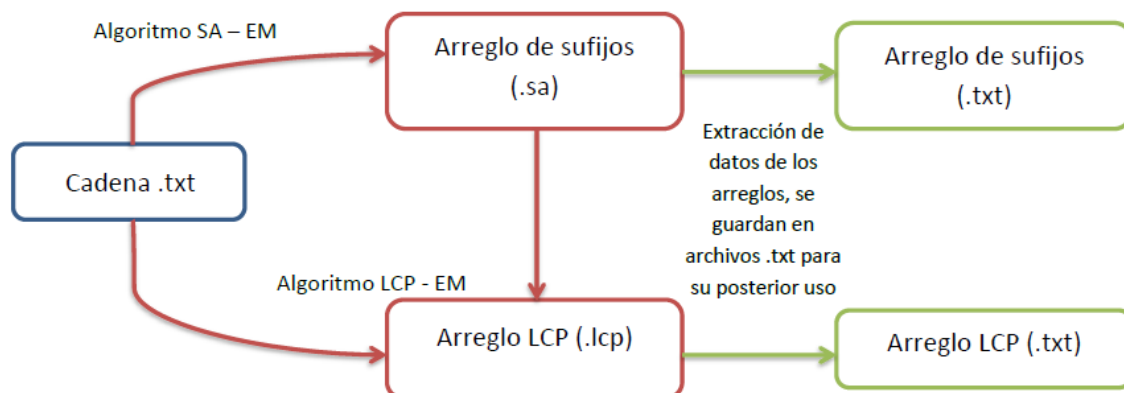 Algoritmo SA – EM
Arreglo de sufijos
(.sa)
Arreglo de sufijos
(.txt)
Cadena .txt
Extracción de
datos de los
arreglos, se
guardan en
archivos .txt para
su posterior uso
Algoritmo LCP - EM
Arreglo LCP (.lcp)
Arreglo LCP (.txt)